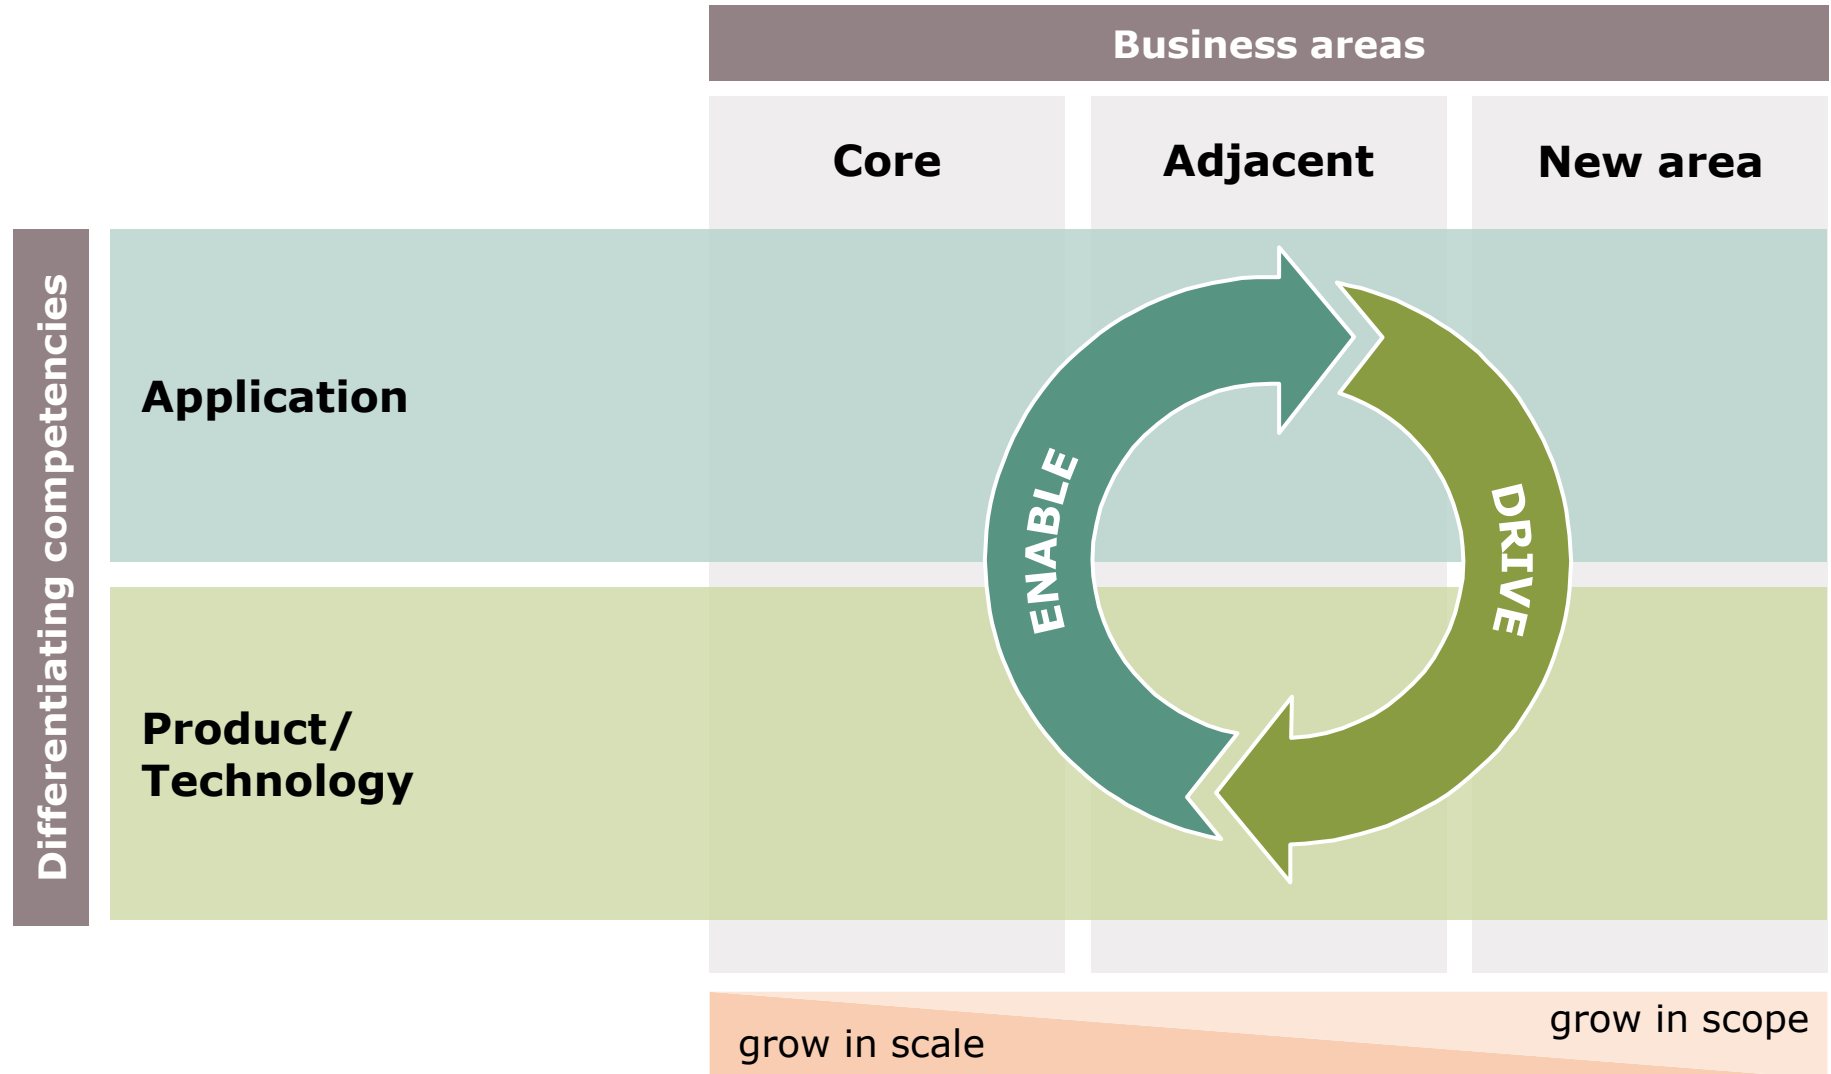 Business areas
Core
Adjacent
New area
Differentiating competencies
Application
ENABLE
DRIVE
Product/
Technology
grow in scale
grow in scope